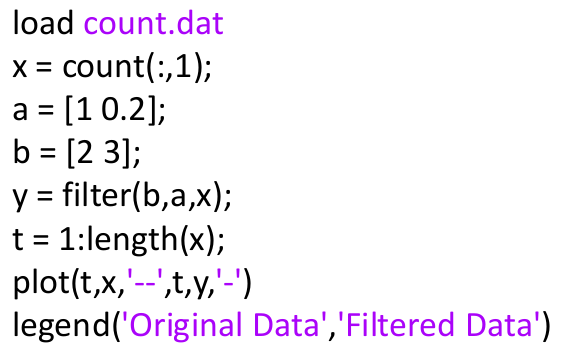 load count.dat
x = count(:,1);
a = [1 0.2];
b = [2 3];
y = filter(b,a,x);
t = 1:length(x);
plot(t,x,'--',t,y,'-')
legend('Original Data','Filtered Data')